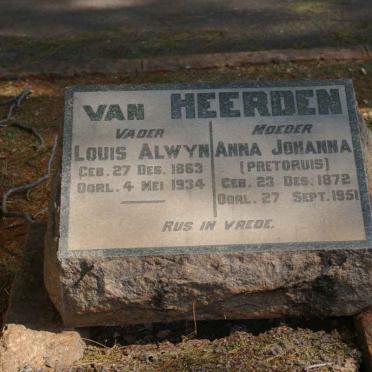 VAN HEERDEN
VADER
LOUIS ALWYN
GEB. 27 DES. 1863
OORL. 4 MEI 1934
MOEDER
ANNA JOHANNA
[PRETORUIS]
GEB. 23 DES. 1872
OORL. 27 SEPT. 1951
RUS IN VREDE.